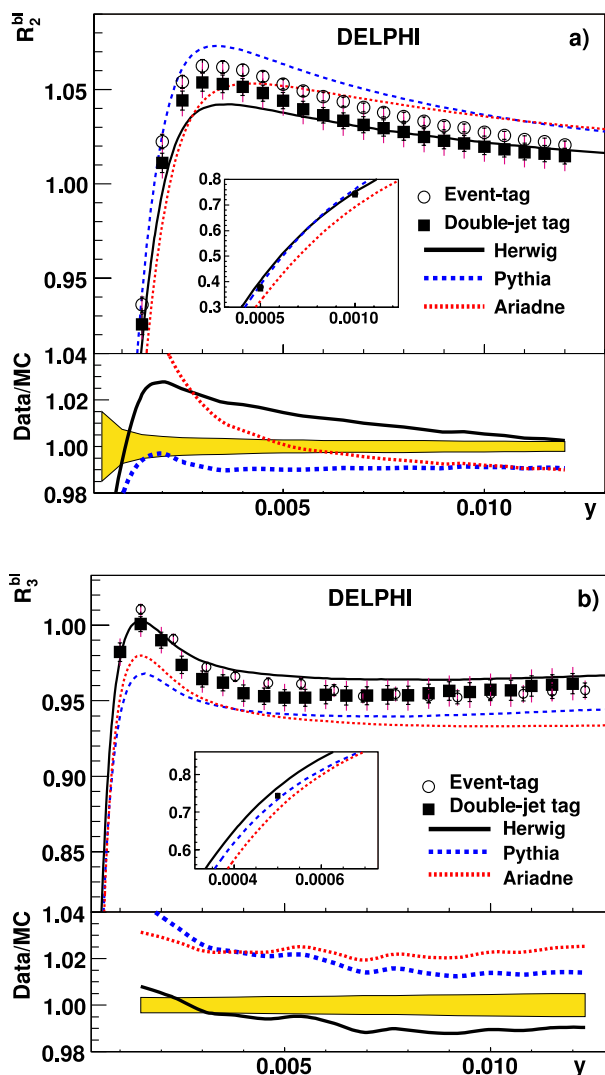 R2^bl
DELPHI
a)
1.05
1.00
0.95
0.8
0.7
0.6
0.5
0.4
0.3
0.0005 0.0010
Event-tag
Double-jet tag
Herwig
Pythia
Ariadne
Data/MC
1.04
1.02
1.00
0.98
0.005 0.010 y
R3^bl
DELPHI
b)
1.00
0.95
0.90
0.85
0.8
0.7
0.6
0.0004 0.0006
Event-tag
Double-jet tag
Herwig
Pythia
Ariadne
Data/MC
1.04
1.02
1.00
0.98
0.005 0.010 y